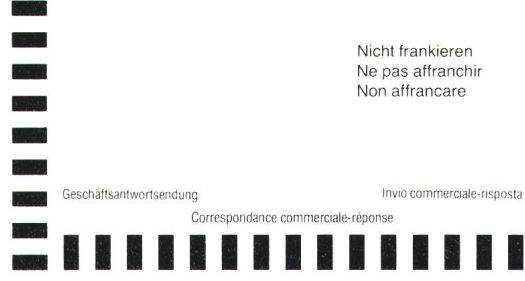 Nicht frankieren
Ne pas affranchir
Non affrancare
Geschäftsantwortsendung
Invio commerciale-risposta
Correspondance commerciale-réponse